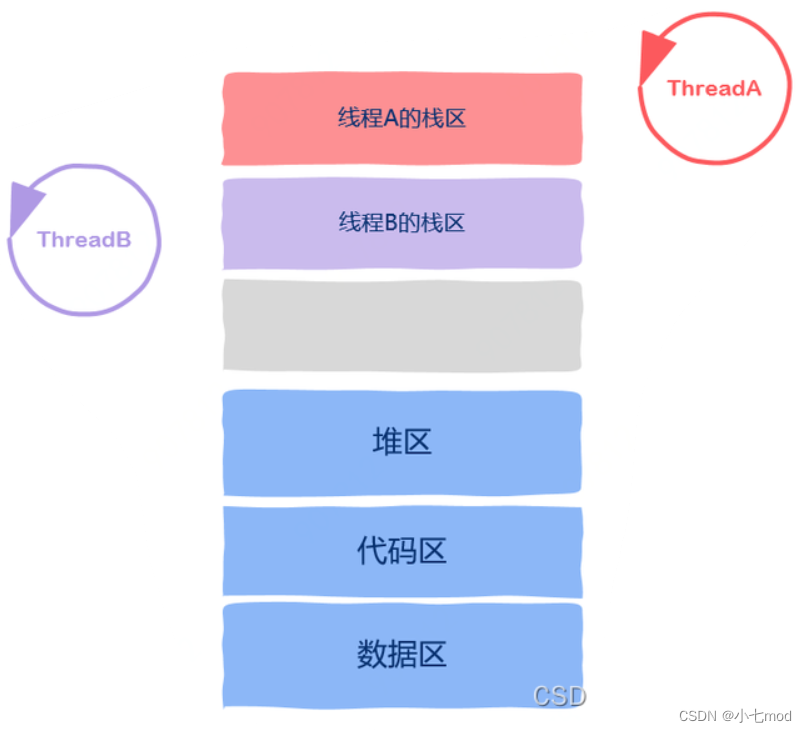 ThreadA
线程A的栈区
线程B的栈区
ThreadB
堆区
代码区
数据区
CSD
CSDN @小七mod